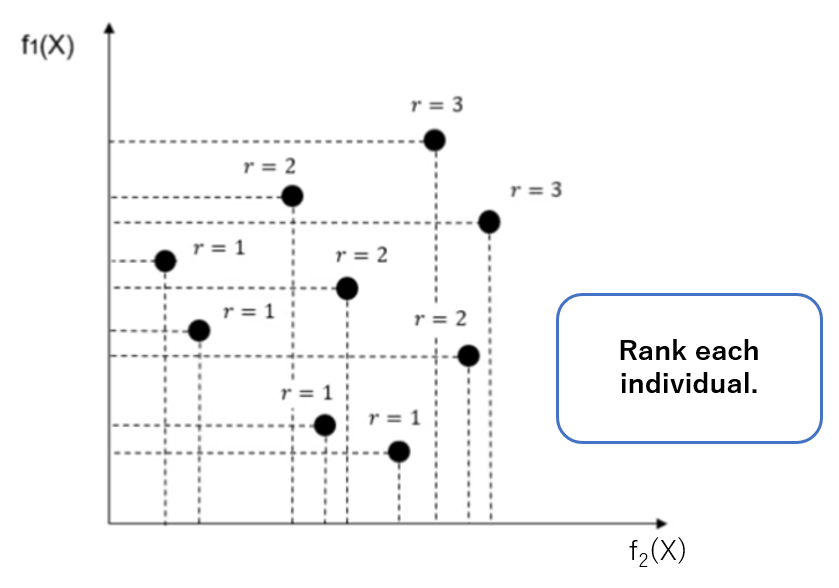 f₁(X)
r = 3
r = 2
r = 3
r = 1
r = 2
r = 1
r = 2
Rank each
individual.
r = 1
r = 1
f₂(X)